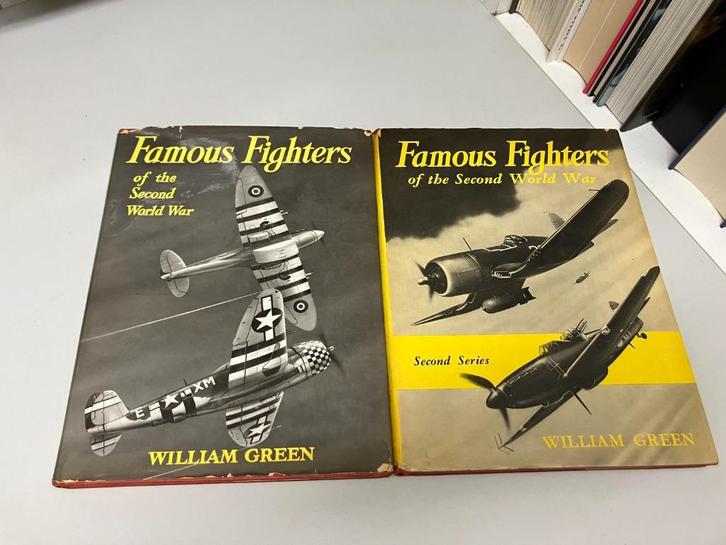 Famous Fighters
of the
Second
World War
E LXM
WILLIAM GREEN
Famous Fighters
of the Second World War
Second Series
WILLIAM GREEN